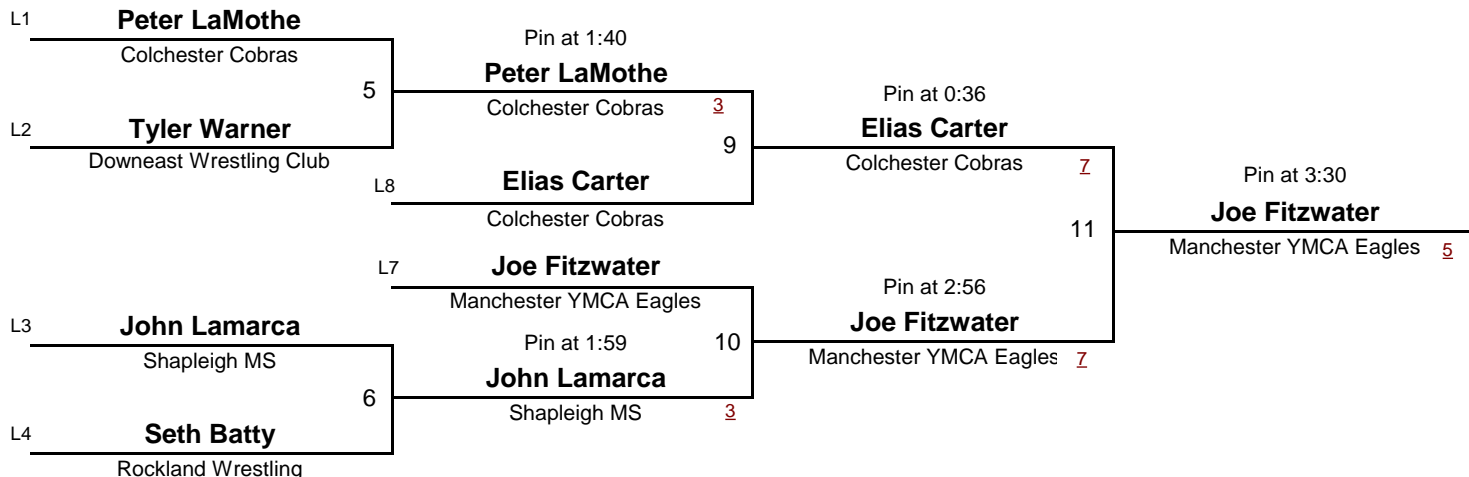 L1
Peter LaMothe
Colchester Cobras
5
L2
Tyler Warner
Downeast Wrestling Club
Pin at 1:40
Peter LaMothe
Colchester Cobras 3
9
L8
Elias Carter
Colchester Cobras
Pin at 0:36
Elias Carter
Colchester Cobras 7
11
Pin at 3:30
Joe Fitzwater
Manchester YMCA Eagles 5
L7
Joe Fitzwater
Manchester YMCA Eagles
10
Pin at 2:56
Joe Fitzwater
Manchester YMCA Eagles 7
L3
John Lamarca
Shapleigh MS
6
Pin at 1:59
John Lamarca
Shapleigh MS 3
L4
Seth Batty
Rockland Wrestling